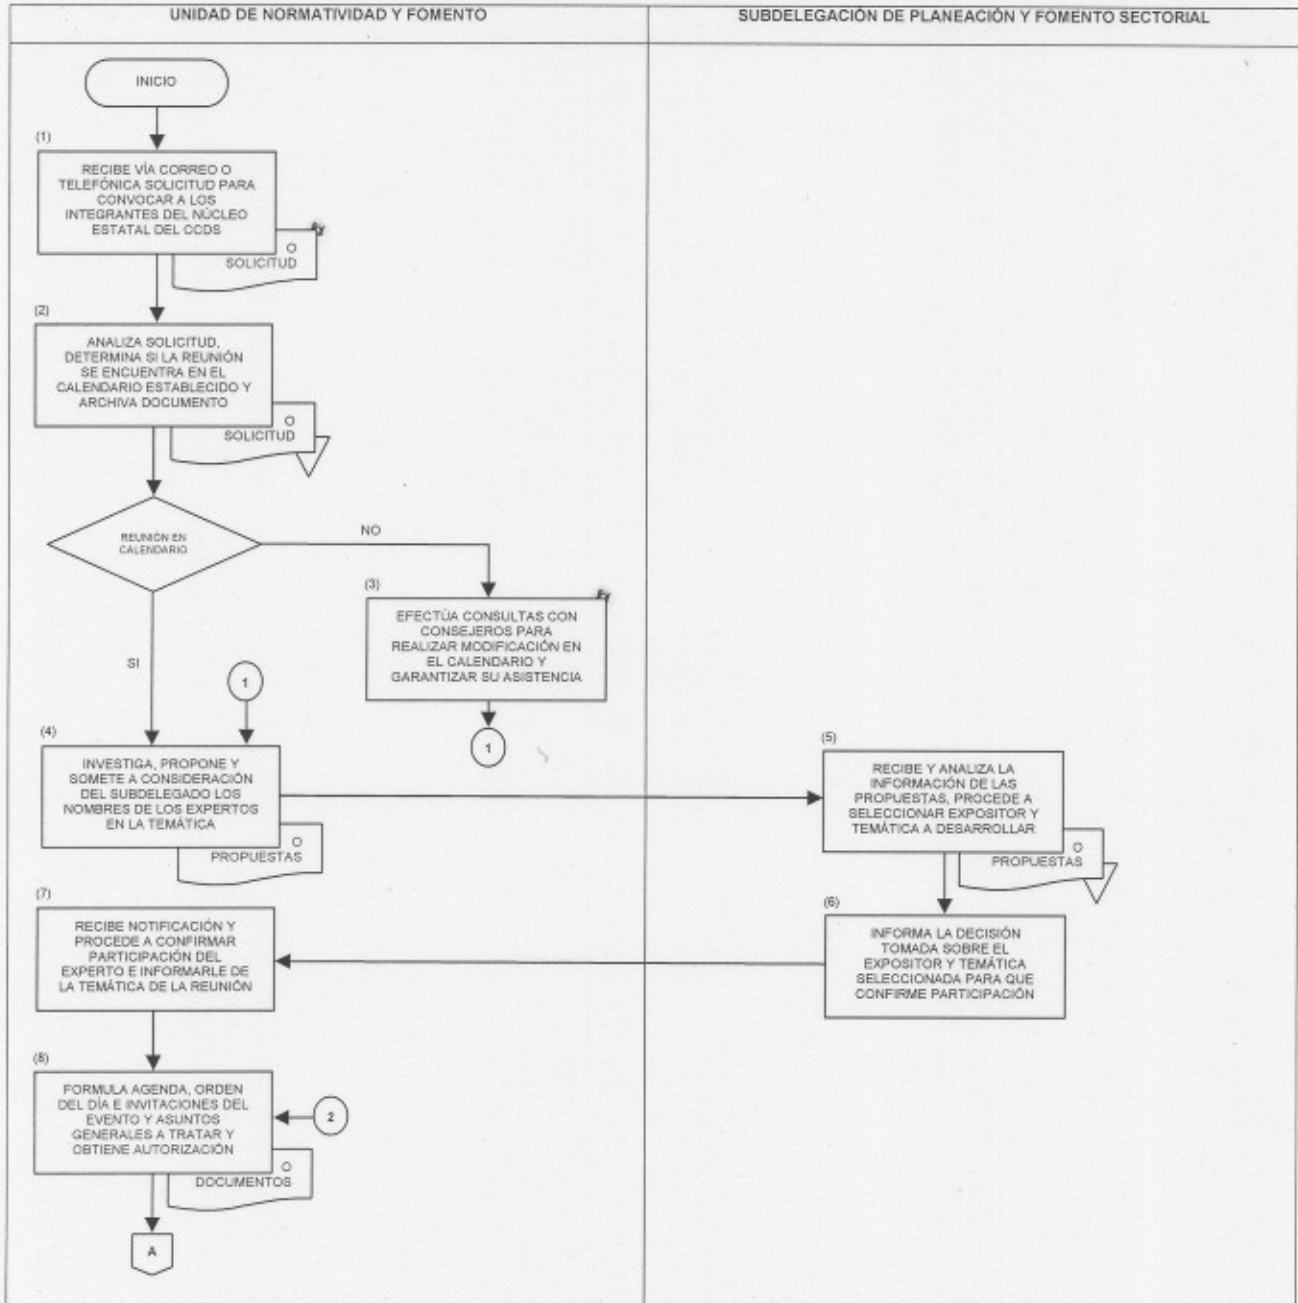 UNIDAD DE NORMATIVIDAD Y FOMENTO
SUBDELEGACIÓN DE PLANEACIÓN Y FOMENTO SECTORIAL
INICIO
(1)
RECIBE VÍA CORREO O
TELEFÓNICA SOLICITUD PARA
CONVOCAR A LOS
INTEGRANTES DEL NÚCLEO
ESTATAL DEL CCDS
O
SOLICITUD
(2)
ANALIZA SOLICITUD,
DETERMINA SI LA REUNIÓN
SE ENCUENTRA EN EL
CALENDARIO ESTABLECIDO Y
ARCHIVA DOCUMENTO
O
SOLICITUD
REUNIÓN EN
CALENDARIO
NO
(3)
EFECTÚA CONSULTAS CON
CONSEJEROS PARA
REALIZAR MODIFICACIÓN EN
EL CALENDARIO Y
GARANTIZAR SU ASISTENCIA
1
SI
1
(4)
INVESTIGA, PROPONE Y
SOMETE A CONSIDERACIÓN
DEL SUBDELEGADO LOS
NOMBRES DE LOS EXPERTOS
EN LA TEMÁTICA
O
PROPUESTAS
(5)
RECIBE Y ANALIZA LA
INFORMACIÓN DE LAS
PROPUESTAS, PROCEDE A
SELECCIONAR EXPOSITOR Y
TEMÁTICA A DESARROLLAR
O
PROPUESTAS
(6)
INFORMA LA DECISIÓN
TOMADA SOBRE EL
EXPOSITOR Y TEMÁTICA
SELECCIONADA PARA QUE
CONFIRME PARTICIPACIÓN
(7)
RECIBE NOTIFICACIÓN Y
PROCEDE A CONFIRMAR
PARTICIPACIÓN DEL
EXPERTO E INFORMARLE DE
LA TEMÁTICA DE LA REUNIÓN
(8)
FORMULA AGENDA, ORDEN
DEL DÍA E INVITACIONES DEL
EVENTO Y ASUNTOS
GENERALES A TRATAR Y
OBTIENE AUTORIZACIÓN
2
O
DOCUMENTOS
A